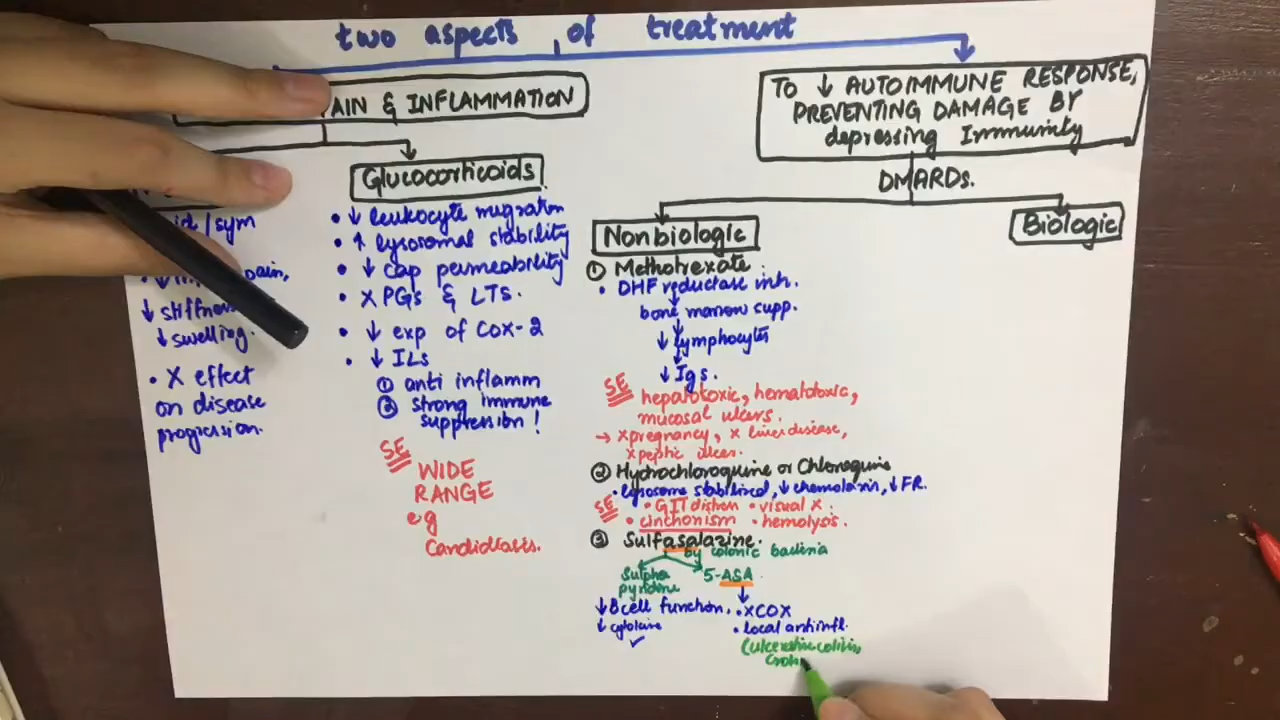 two aspects of treatment
AIN & INFLAMMATION
Glucocorticoids
/sym
ain,
↓ stiffness
↓ swelling.
• X effect
on disease
progression.
• ↓ leukocyte migration
• ↑ lysosomal stability
• ↓ cap permeability
• X PGs & LTS.
• ↓ exp of COX-2
• ↓ ILs
① anti inflamm
② strong immune
suppression!
SE
WIDE
RANGE
eg
Candidiasis.
TO ↓ AUTOIMMUNE RESPONSE,
PREVENTING DAMAGE BY
depressing Immunity
DMARDs.
Nonbiologic
Biologic
① Methotrexate
• DHF reductase inh.
bone marrow supp.
↓ lymphocytes
↓ Igs.
SE hepatotoxic, hematotoxic,
mucosal ulcers.
→ X pregnancy, X liver disease,
X peptic ulcer.
② Hydrochloroquine or Chloroquine
• lysosome stabilized, ↓ chemotaxis, ↓ FR.
SE • GIT distress • visual X.
• cinchonism • hemolysis.
③ Sulfasalazine.
by colonic bacteria
Sulpha
pyridine
5-ASA
↓ B cell function,
↓ cytokine
✓
• X COX
• local antiinfl.
(ulcerative colitis,
Croh